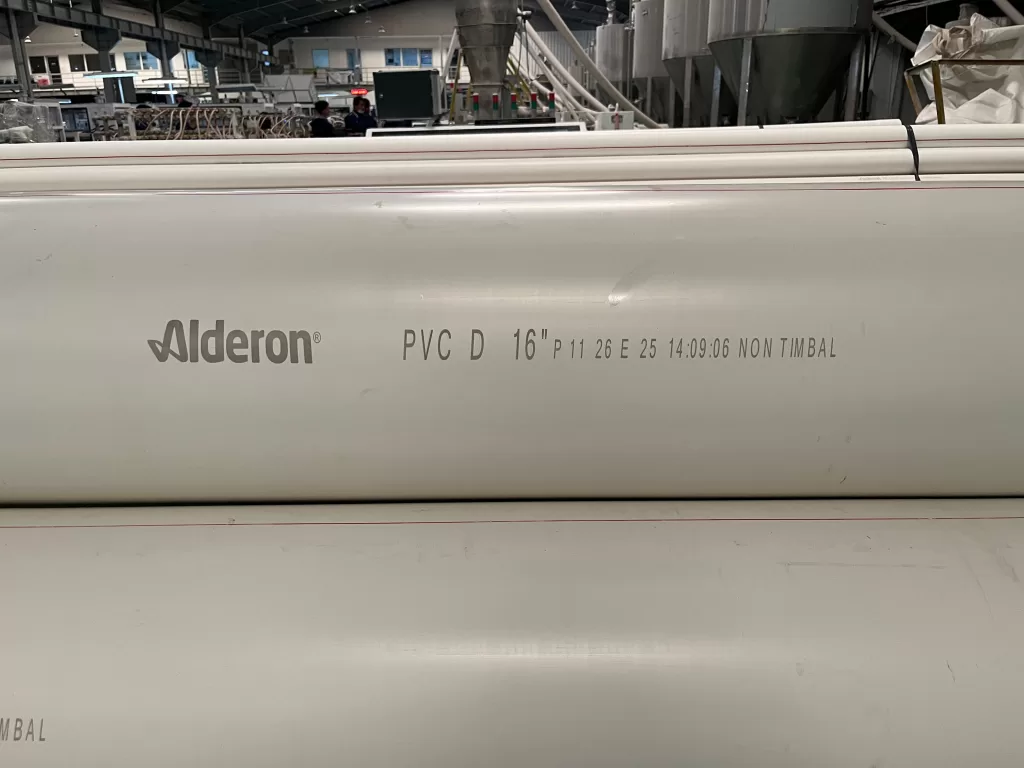 Alderon® PVC D 16" P 11 26 E 25 14:09:06 NON TIMBAL
MBAL